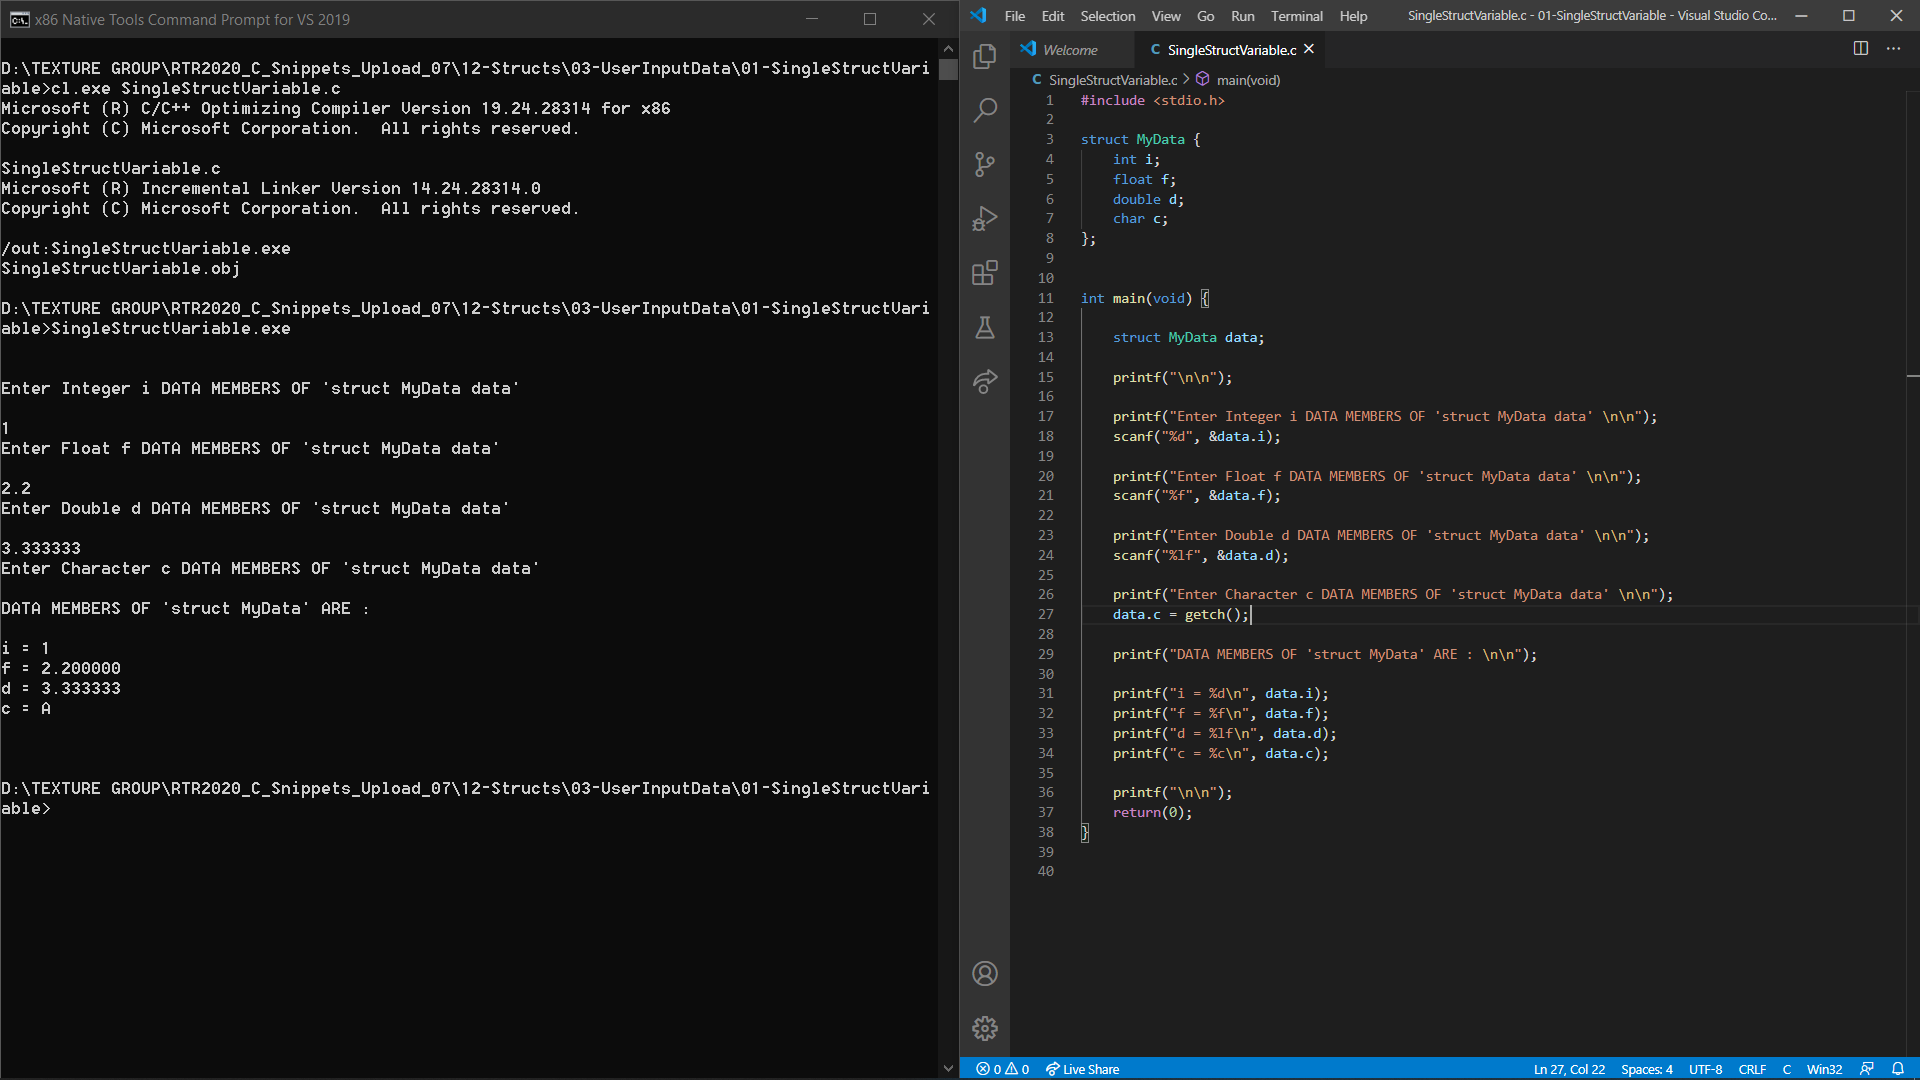 x86 Native Tools Command Prompt for VS 2019
D:\TEXTURE GROUP\RTR2020_C_Snippets_Upload_07\12-Structs\03-UserInputData\01-SingleStructVari
able>cl.exe SingleStructVariable.c
Microsoft (R) C/C++ Optimizing Compiler Version 19.24.28314 for x86
Copyright (C) Microsoft Corporation.  All rights reserved.
SingleStructVariable.c
Microsoft (R) Incremental Linker Version 14.24.28314.0
Copyright (C) Microsoft Corporation.  All rights reserved.
/out:SingleStructVariable.exe
SingleStructVariable.obj
D:\TEXTURE GROUP\RTR2020_C_Snippets_Upload_07\12-Structs\03-UserInputData\01-SingleStructVari
able>SingleStructVariable.exe
Enter Integer i DATA MEMBERS OF 'struct MyData data'
1
Enter Float f DATA MEMBERS OF 'struct MyData data'
2.2
Enter Double d DATA MEMBERS OF 'struct MyData data'
3.333333
Enter Character c DATA MEMBERS OF 'struct MyData data'
DATA MEMBERS OF 'struct MyData' ARE :
i = 1
f = 2.200000
d = 3.333333
c = A
D:\TEXTURE GROUP\RTR2020_C_Snippets_Upload_07\12-Structs\03-UserInputData\01-SingleStructVari
able>
File Edit Selection View Go Run Terminal Help SingleStructVariable.c - 01-SingleStructVariable - Visual Studio Co...
Welcome C SingleStructVariable.c
C SingleStructVariable.c > main(void)
1 #include <stdio.h>
2
3 struct MyData {
4 int i;
5 float f;
6 double d;
7 char c;
8 };
9
10
11 int main(void) {
12
13 struct MyData data;
14
15 printf("\n\n");
16
17 printf("Enter Integer i DATA MEMBERS OF 'struct MyData data' \n\n");
18 scanf("%d", &data.i);
19
20 printf("Enter Float f DATA MEMBERS OF 'struct MyData data' \n\n");
21 scanf("%f", &data.f);
22
23 printf("Enter Double d DATA MEMBERS OF 'struct MyData data' \n\n");
24 scanf("%lf", &data.d);
25
26 printf("Enter Character c DATA MEMBERS OF 'struct MyData data' \n\n");
27 data.c = getch();
28
29 printf("DATA MEMBERS OF 'struct MyData' ARE : \n\n");
30
31 printf("i = %d\n", data.i);
32 printf("f = %f\n", data.f);
33 printf("d = %lf\n", data.d);
34 printf("c = %c\n", data.c);
35
36 printf("\n\n");
37 return(0);
38 }
39
40
0 0 Live Share Ln 27, Col 22 Spaces: 4 UTF-8 CRLF C Win32